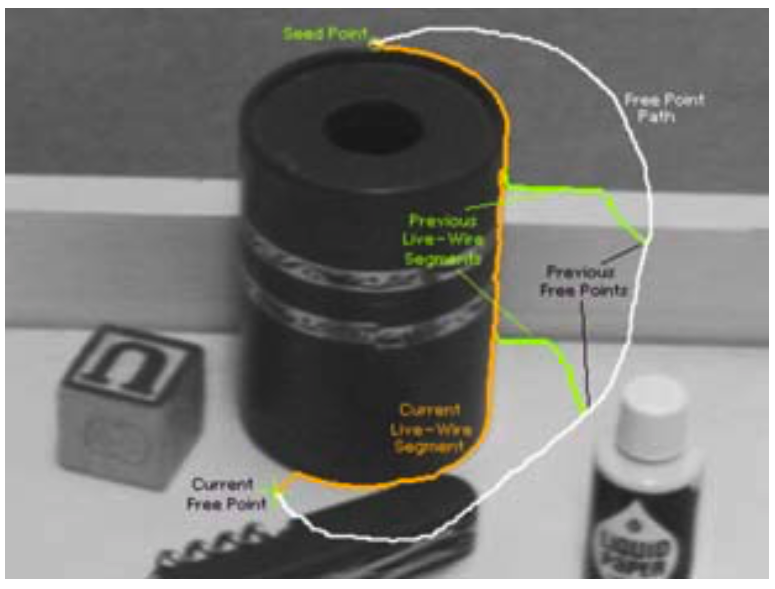 Seed Point
Free Point
Path
Previous
Live-Wire
Segments
Previous
Free Points
Current
Live-Wire
Segment
Current
Free Point
U
LIQUID
PAPER